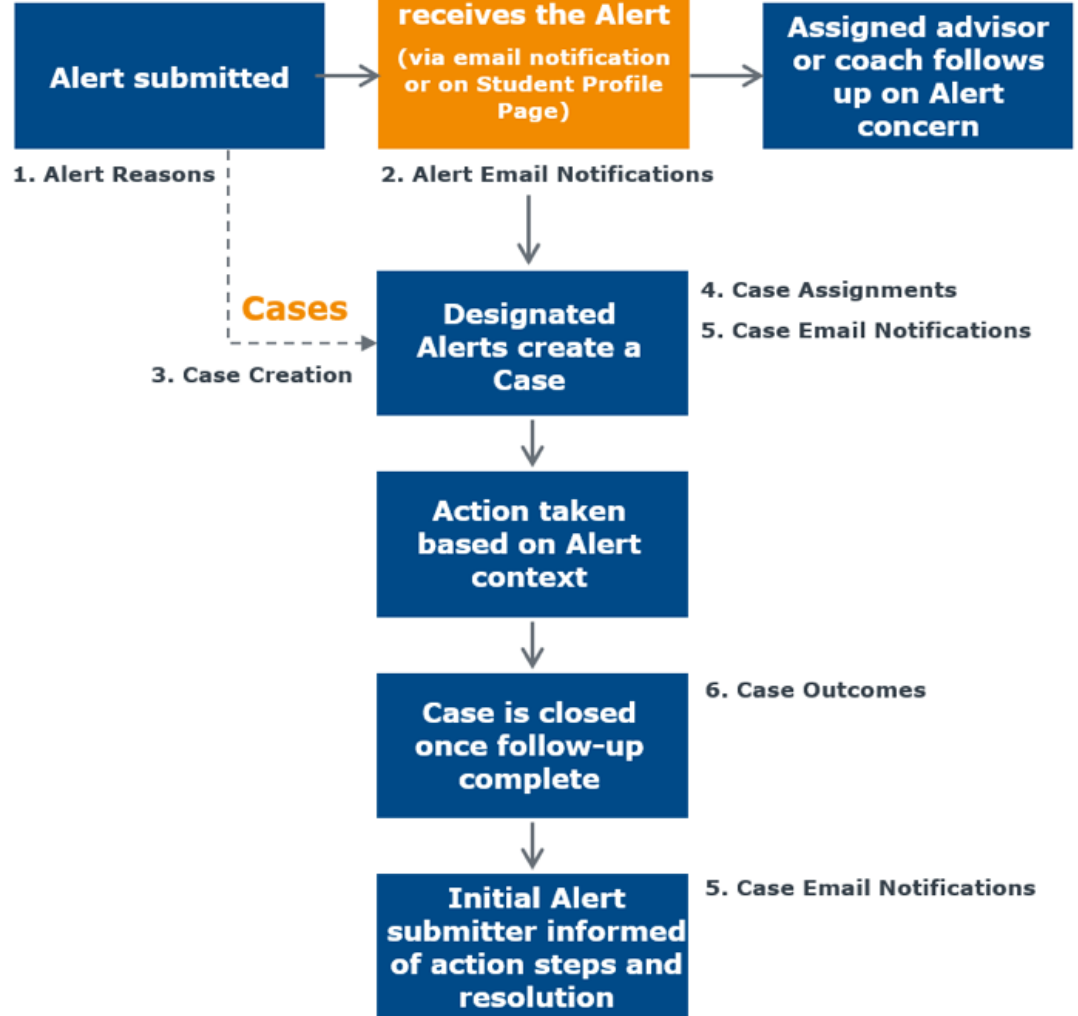 Alert submitted
receives the Alert
(via email notification
or on Student Profile
Page)
Assigned advisor
or coach follows
up on Alert
concern
1. Alert Reasons
2. Alert Email Notifications
Cases
3. Case Creation
Designated
Alerts create a
Case
4. Case Assignments
5. Case Email Notifications
Action taken
based on Alert
context
Case is closed
once follow-up
complete
6. Case Outcomes
Initial Alert
submitter informed
of action steps and
resolution
5. Case Email Notifications